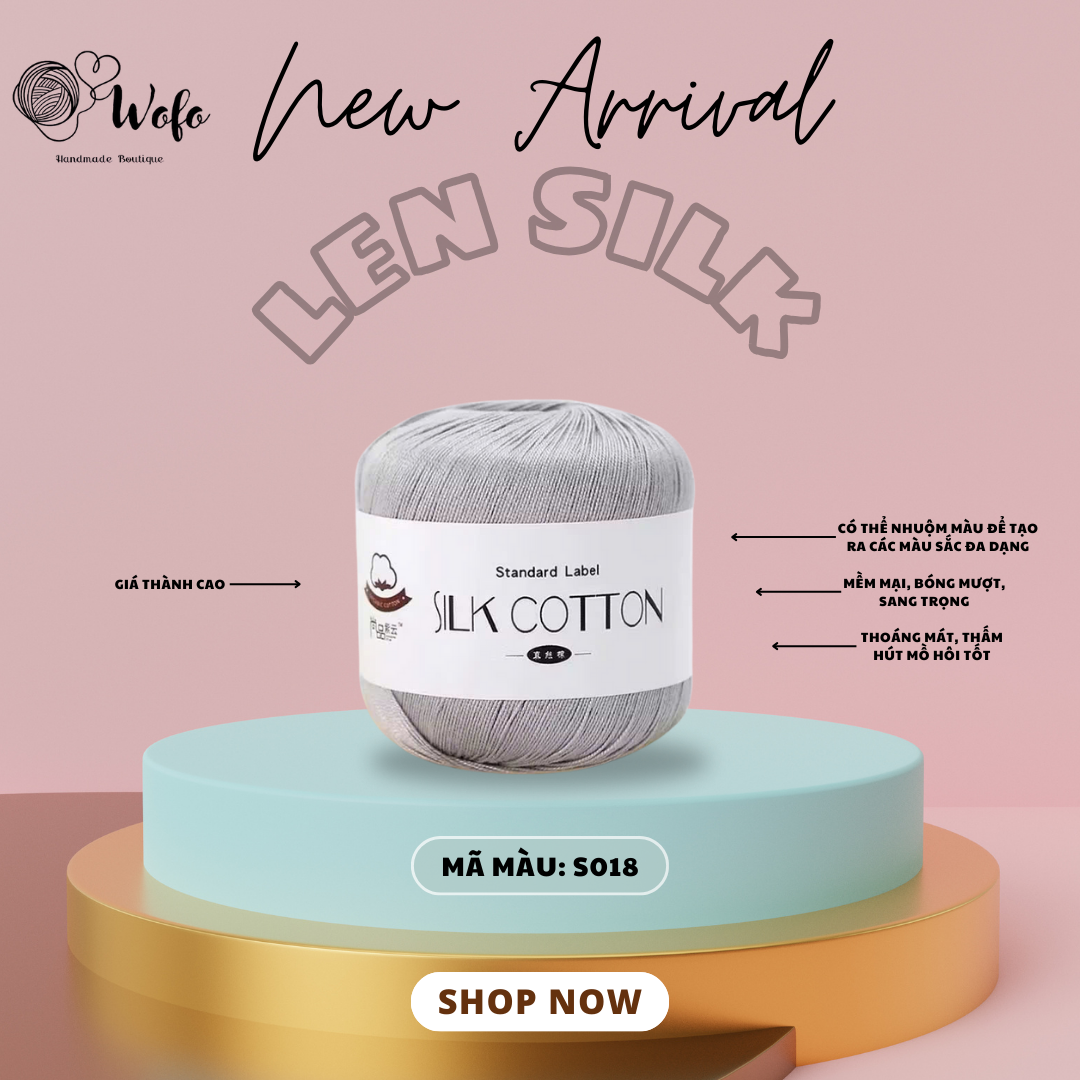 Wofo
Handmade Boutique
New Arrival
LEN SILK
CÓ THỂ NHUỘM MÀU ĐỂ TẠO
RA CÁC MÀU SẮC ĐA DẠNG
GIÁ THÀNH CAO
MỀM MẠI, BÓNG MƯỢT,
SANG TRỌNG
THOÁNG MÁT, THẤM
HÚT MỒ HÔI TỐT
Standard Label
SILK COTTON
MÃ MÀU: S018
SHOP NOW